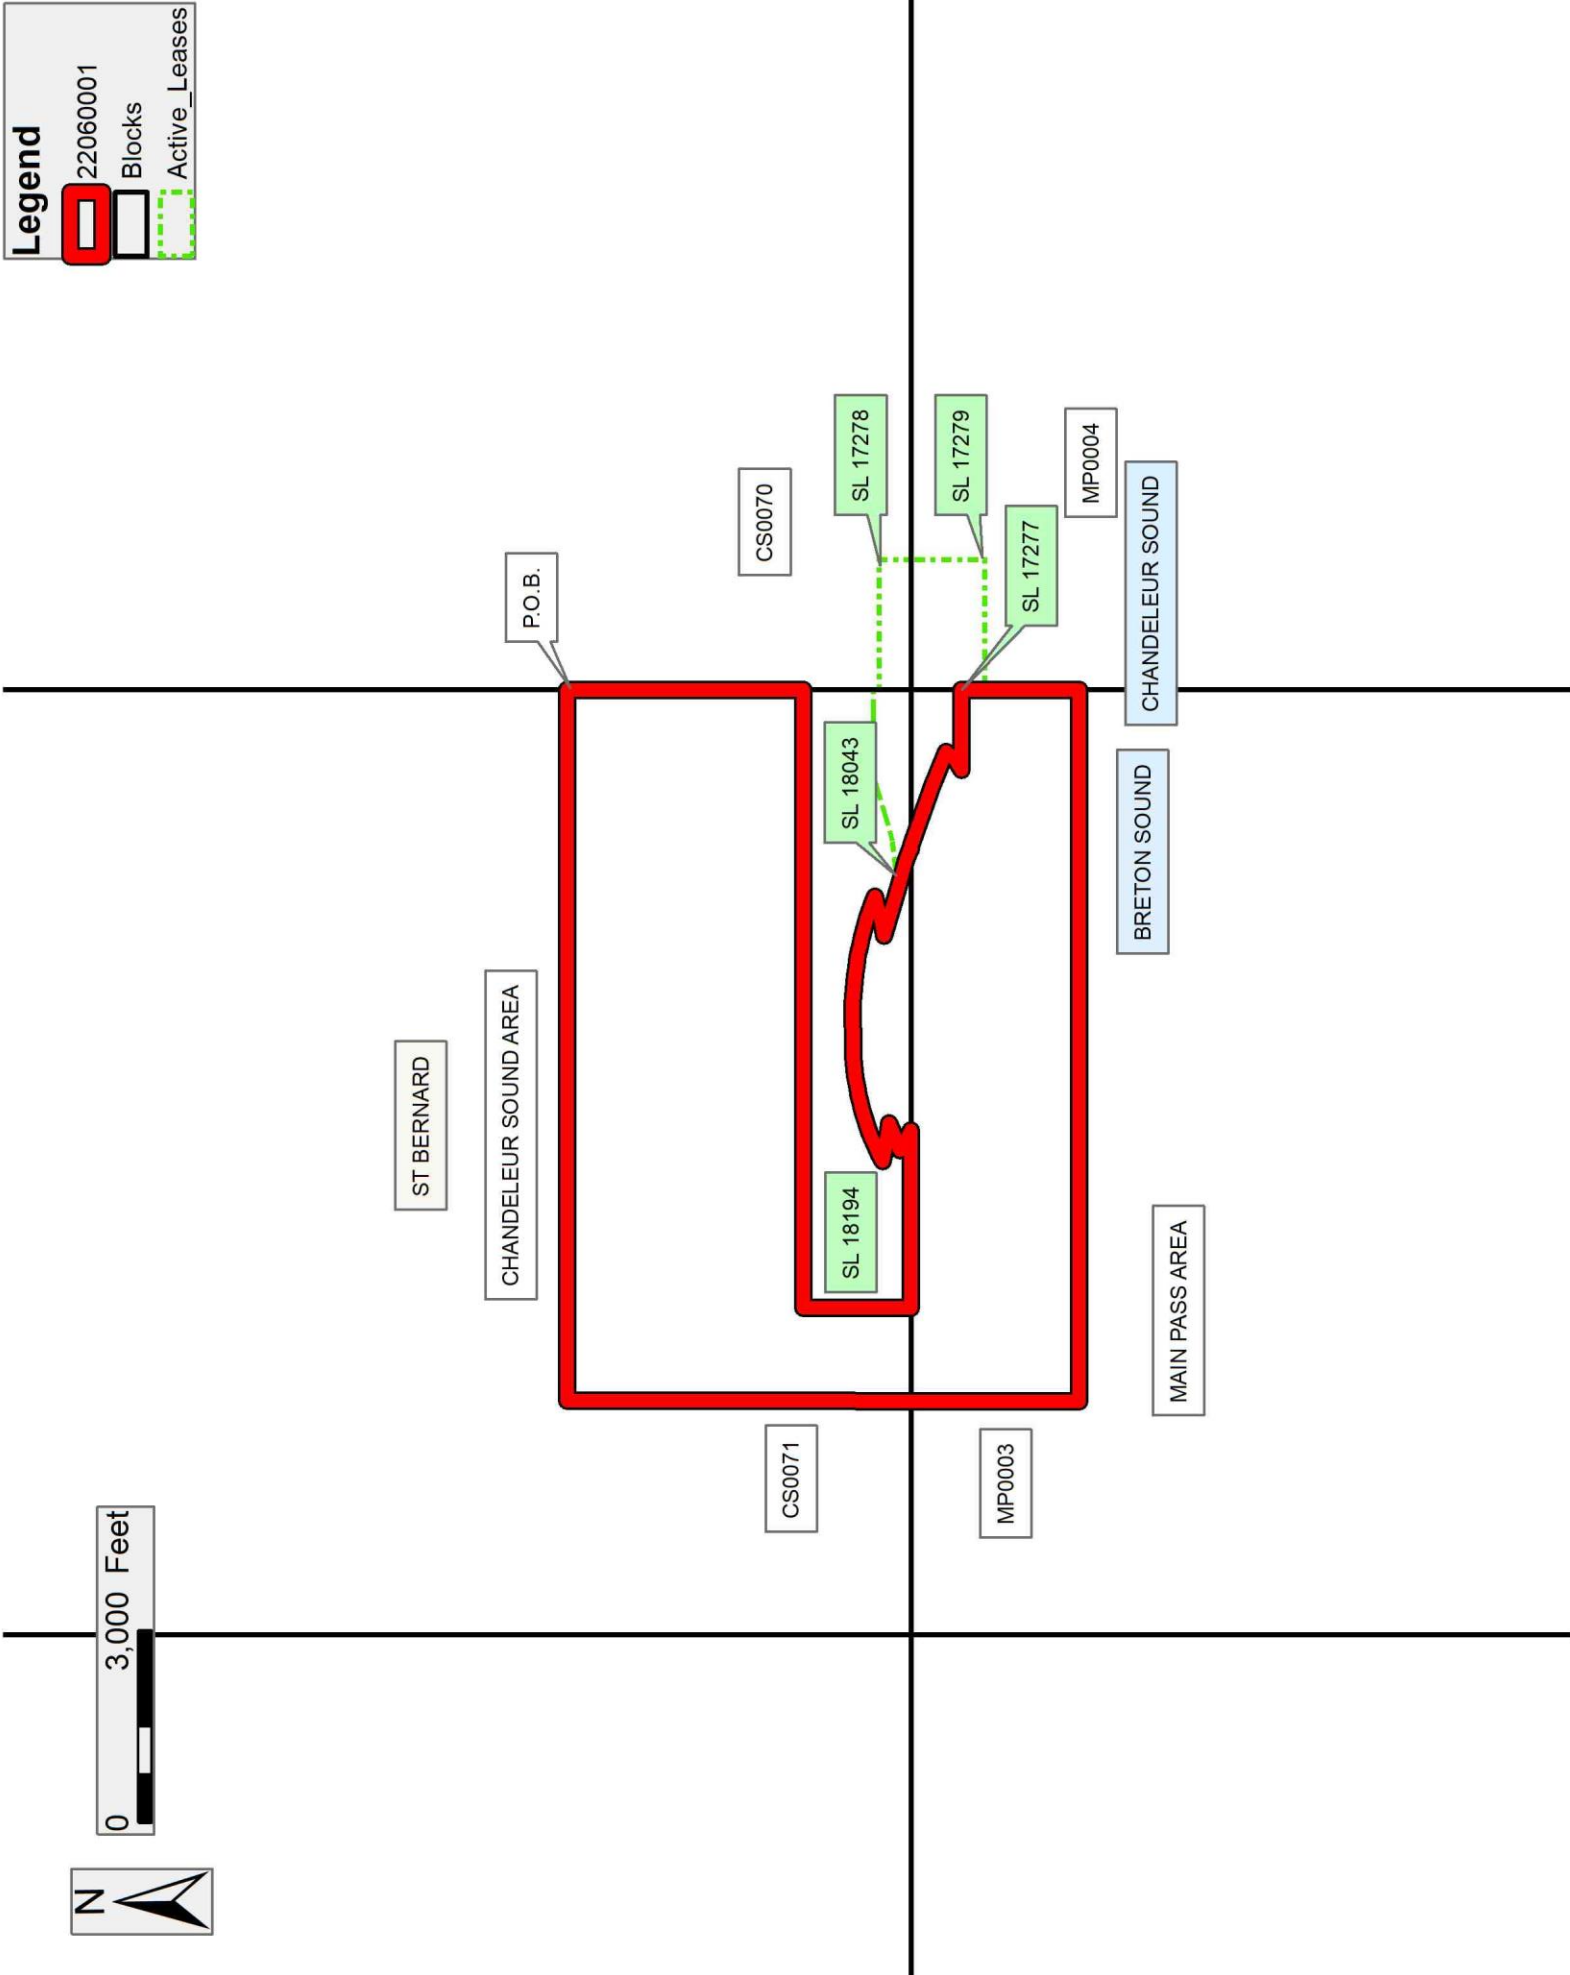 Legend
22060001
Blocks
Active_Leases
N
0 3,000 Feet
ST BERNARD
CHANDELEUR SOUND AREA
P.O.B.
CS0071
CS0070
SL 18194
SL 18043
SL 17278
SL 17279
SL 17277
MP0003
MP0004
MAIN PASS AREA
BRETON SOUND
CHANDELEUR SOUND